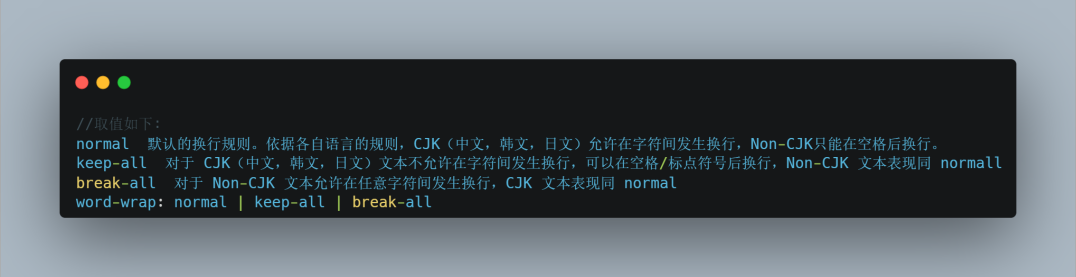 //取值如下:
normal  默认的换行规则。依据各自语言的规则，CJK（中文，韩文，日文）允许在字符间发生换行，Non-CJK只能在空格后换行。
keep-all  对于 CJK（中文，韩文，日文）文本不允许在字符间发生换行，可以在空格/标点符号后换行，Non-CJK 文本表现同 normall
break-all  对于 Non-CJK 文本允许在任意字符间发生换行，CJK 文本表现同 normal
word-wrap: normal | keep-all | break-all